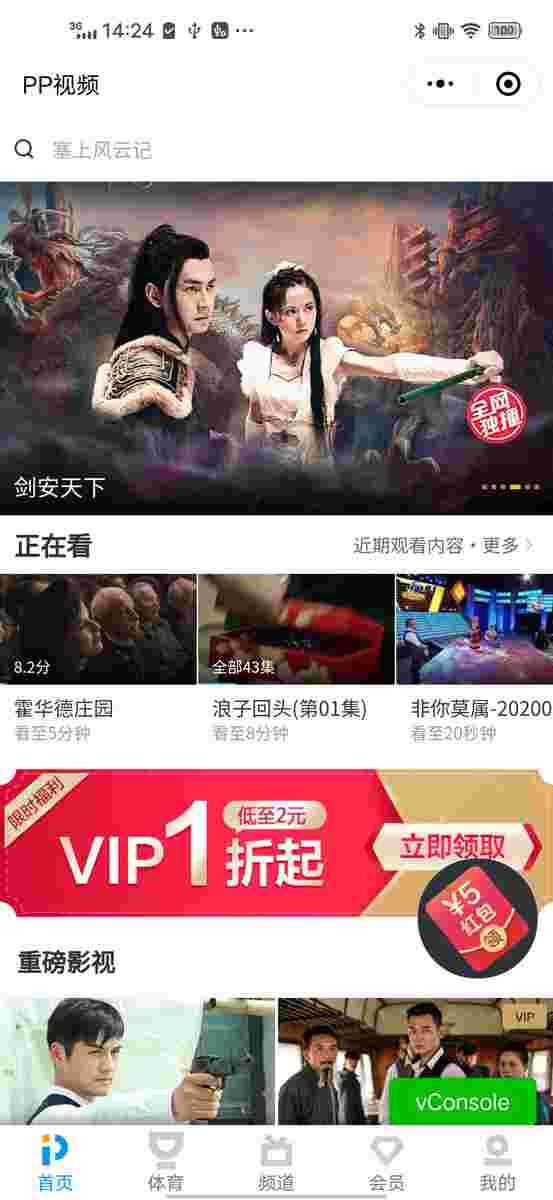 3G 14:24 100
PP视频
塞上风云记
全网
独播
剑安天下
正在看
近期观看内容·更多
8.2分
全部43集
霍华德庄园
浪子回头(第01集)
非你莫属-20200
看至5分钟
看至8分钟
看至20秒钟
限时福利
VIP1折起
低至2元
立即领取
¥5
红包
重磅影视
VIP
vConsole
首页
体育
频道
会员
我的